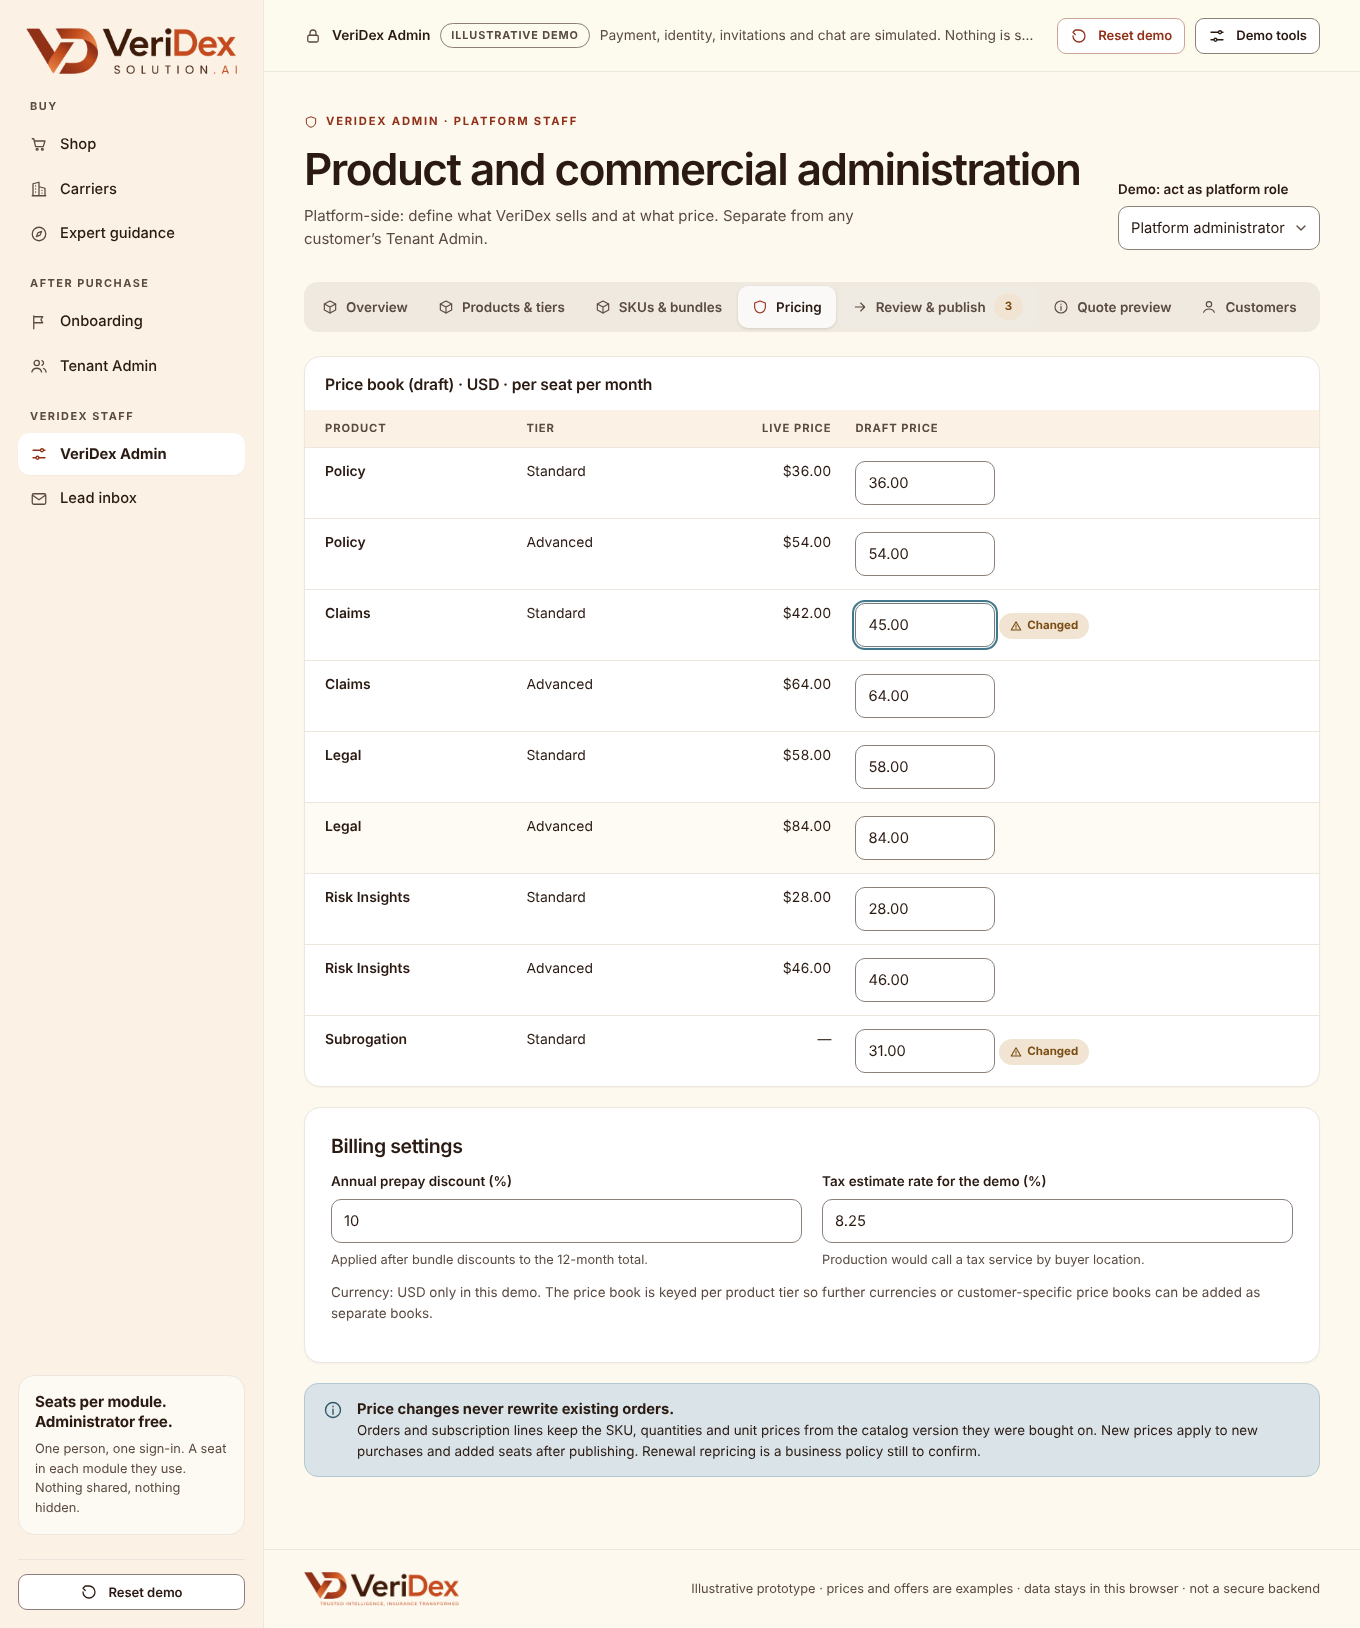 VeriDex
SOLUTION.AI
BUY
Shop
Carriers
Expert guidance
AFTER PURCHASE
Onboarding
Tenant Admin
VERIDEX STAFF
VeriDex Admin
Lead inbox
Seats per module.
Administrator free.
One person, one sign-in. A seat
in each module they use.
Nothing shared, nothing
hidden.
Reset demo
VeriDex Admin ILLUSTRATIVE DEMO Payment, identity, invitations and chat are simulated. Nothing is s... Reset demo Demo tools
VERIDEX ADMIN · PLATFORM STAFF
Product and commercial administration
Platform-side: define what VeriDex sells and at what price. Separate from any
customer’s Tenant Admin.
Demo: act as platform role
Platform administrator
Overview Products & tiers SKUs & bundles Pricing Review & publish 3 Quote preview Customers
Price book (draft) · USD · per seat per month
PRODUCT TIER LIVE PRICE DRAFT PRICE
Policy Standard $36.00 36.00
Policy Advanced $54.00 54.00
Claims Standard $42.00 45.00 Changed
Claims Advanced $64.00 64.00
Legal Standard $58.00 58.00
Legal Advanced $84.00 84.00
Risk Insights Standard $28.00 28.00
Risk Insights Advanced $46.00 46.00
Subrogation Standard — 31.00 Changed
Billing settings
Annual prepay discount (%) Tax estimate rate for the demo (%)
10 8.25
Applied after bundle discounts to the 12-month total. Production would call a tax service by buyer location.
Currency: USD only in this demo. The price book is keyed per product tier so further currencies or customer-specific price books can be added as
separate books.
Price changes never rewrite existing orders.
Orders and subscription lines keep the SKU, quantities and unit prices from the catalog version they were bought on. New prices apply to new
purchases and added seats after publishing. Renewal repricing is a business policy still to confirm.
VeriDex
TRUSTED INTELLIGENCE, INSURANCE TRANSFORMED
Illustrative prototype · prices and offers are examples · data stays in this browser · not a secure backend